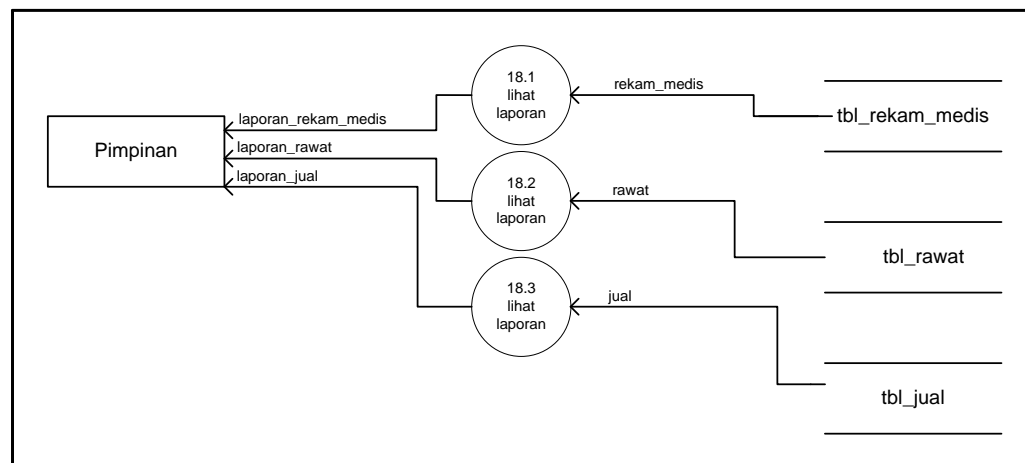 18.1
lihat
laporan
rekam_medis
tbl_rekam_medis
laporan_rekam_medis
Pimpinan
laporan_rawat
laporan_jual
18.2
lihat
laporan
rawat
tbl_rawat
18.3
lihat
laporan
jual
tbl_jual